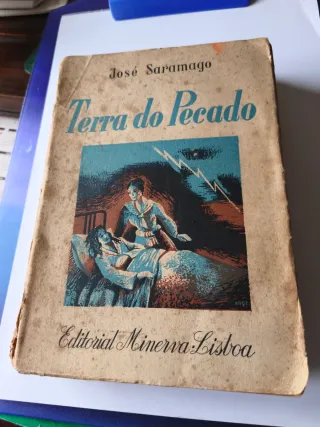 José Saramago
Terra do Pecado
Editorial Minerva Lisboa